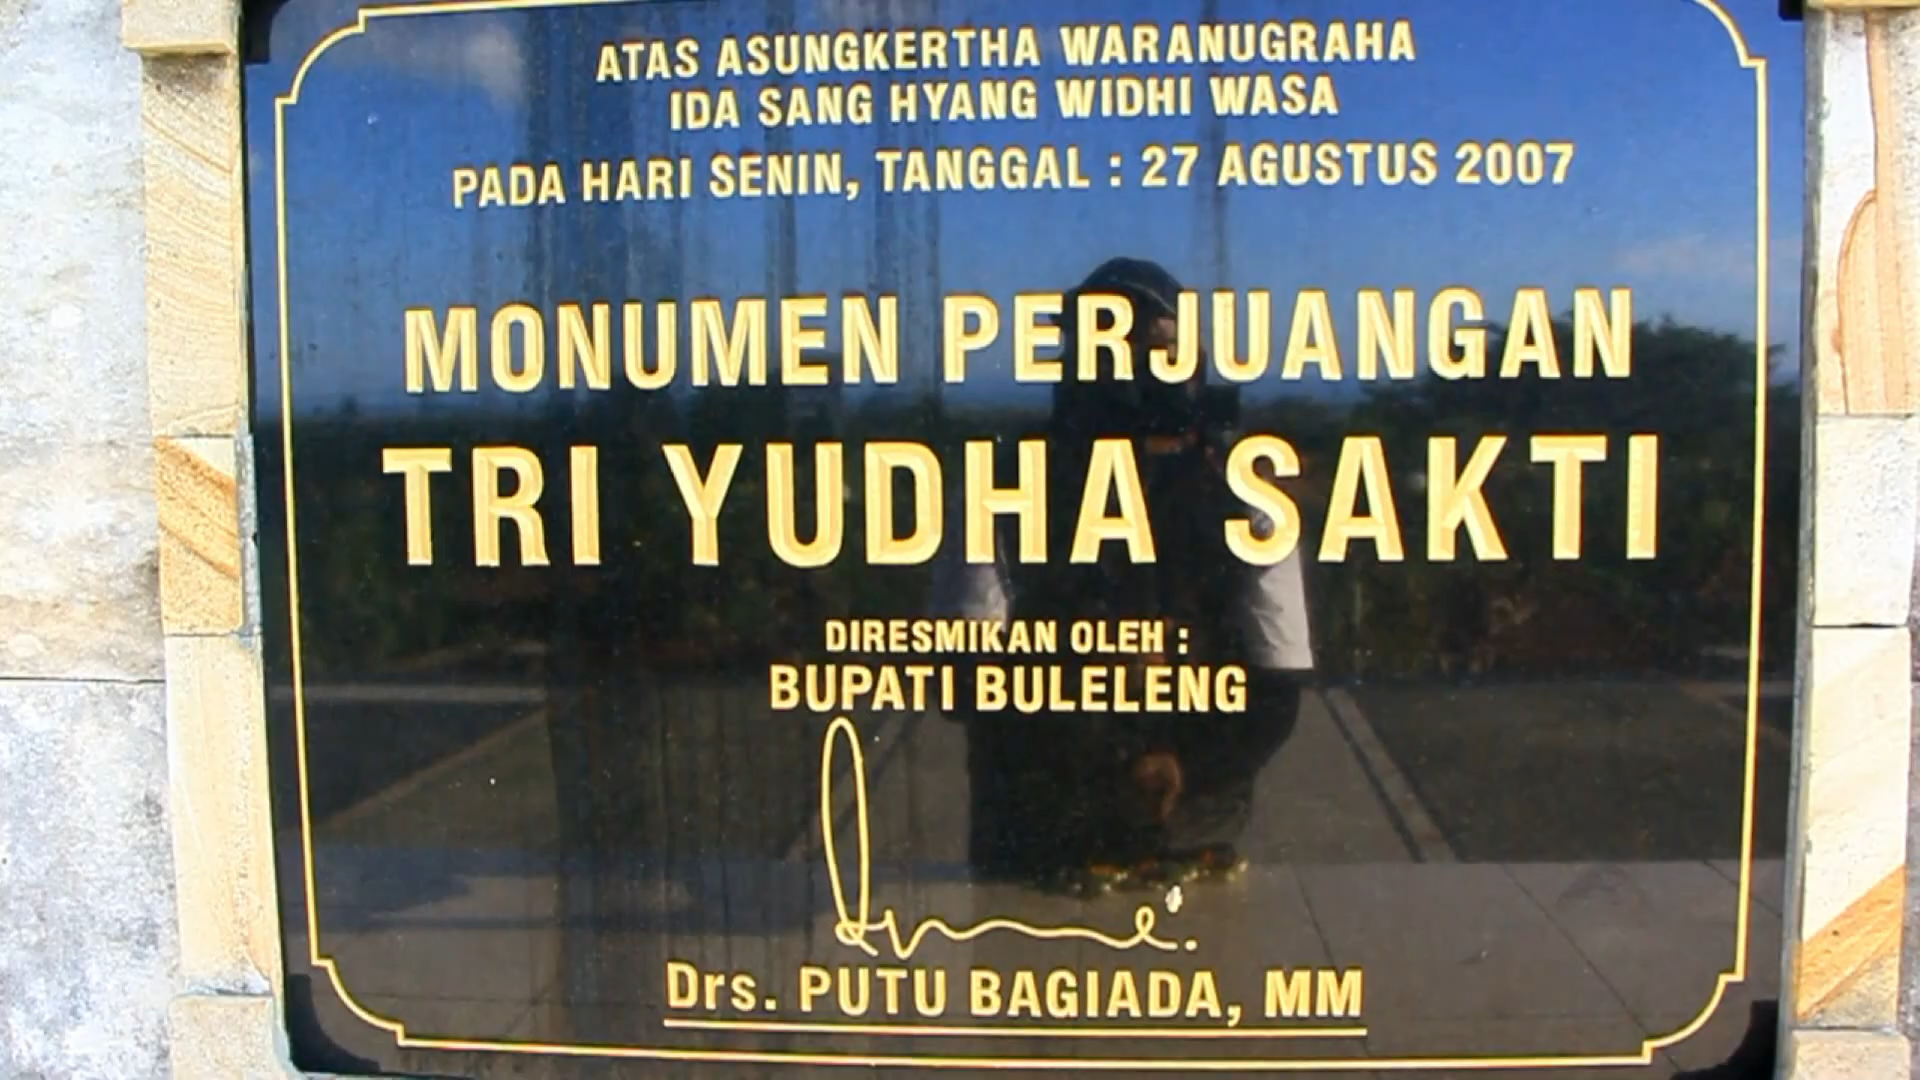 ATAS ASUNGKERTHA WARANUGRAHA
IDA SANG HYANG WIDHI WASA
PADA HARI SENIN, TANGGAL : 27 AGUSTUS 2007
MONUMEN PERJUANGAN
TRI YUDHA SAKTI
DIRESMIKAN OLEH :
BUPATI BULELENG
Drs. PUTU BAGIADA, MM